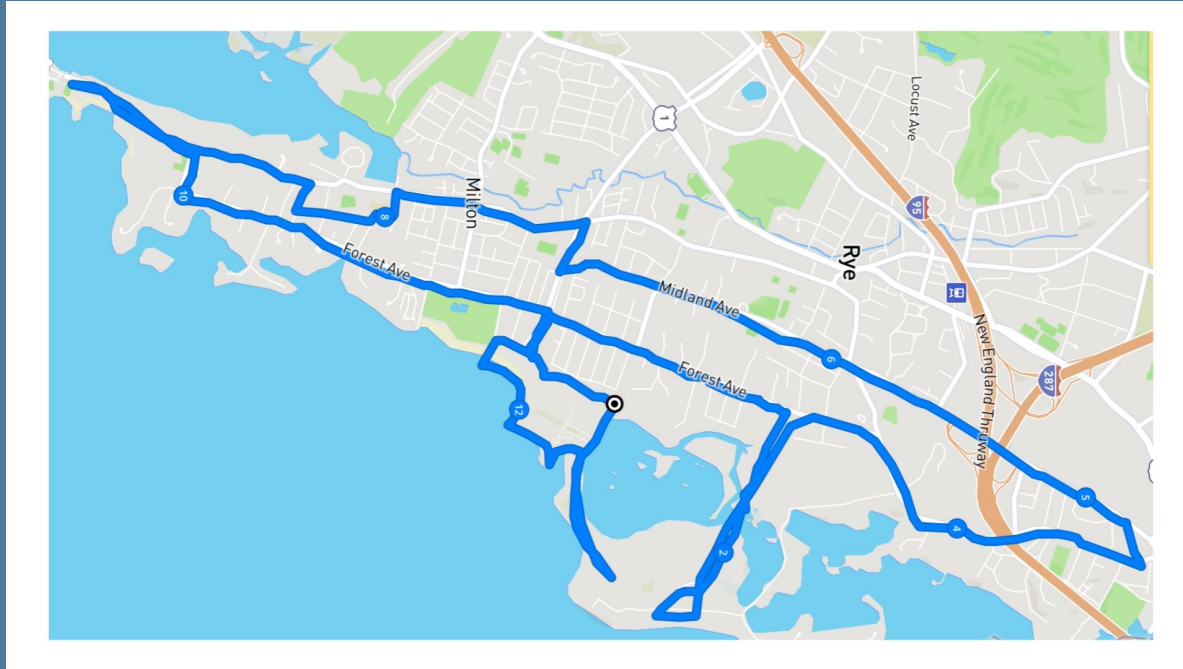 Locust Ave
1
95
Milton
Rye
8
10
Forest Ave
Midland Ave
New England Thruway
287
6
Forest Ave
12
5
4
2